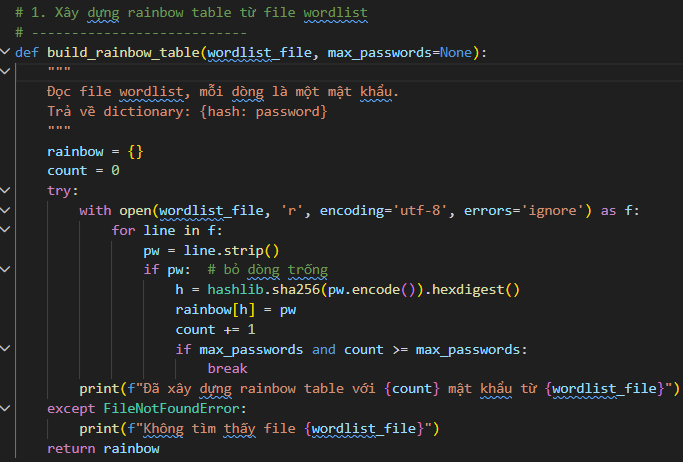 # 1. Xây dựng rainbow table từ file wordlist
# ---------------------------
def build_rainbow_table(wordlist_file, max_passwords=None):
    """
    Đọc file wordlist, mỗi dòng là một mật khẩu.
    Trả về dictionary: {hash: password}
    """
    rainbow = {}
    count = 0
    try:
        with open(wordlist_file, 'r', encoding='utf-8', errors='ignore') as f:
            for line in f:
                pw = line.strip()
                if pw:  # bỏ dòng trống
                    h = hashlib.sha256(pw.encode()).hexdigest()
                    rainbow[h] = pw
                    count += 1
                    if max_passwords and count >= max_passwords:
                        break
        print(f"Đã xây dựng rainbow table với {count} mật khẩu từ {wordlist_file}")
    except FileNotFoundError:
        print(f"Không tìm thấy file {wordlist_file}")
    return rainbow